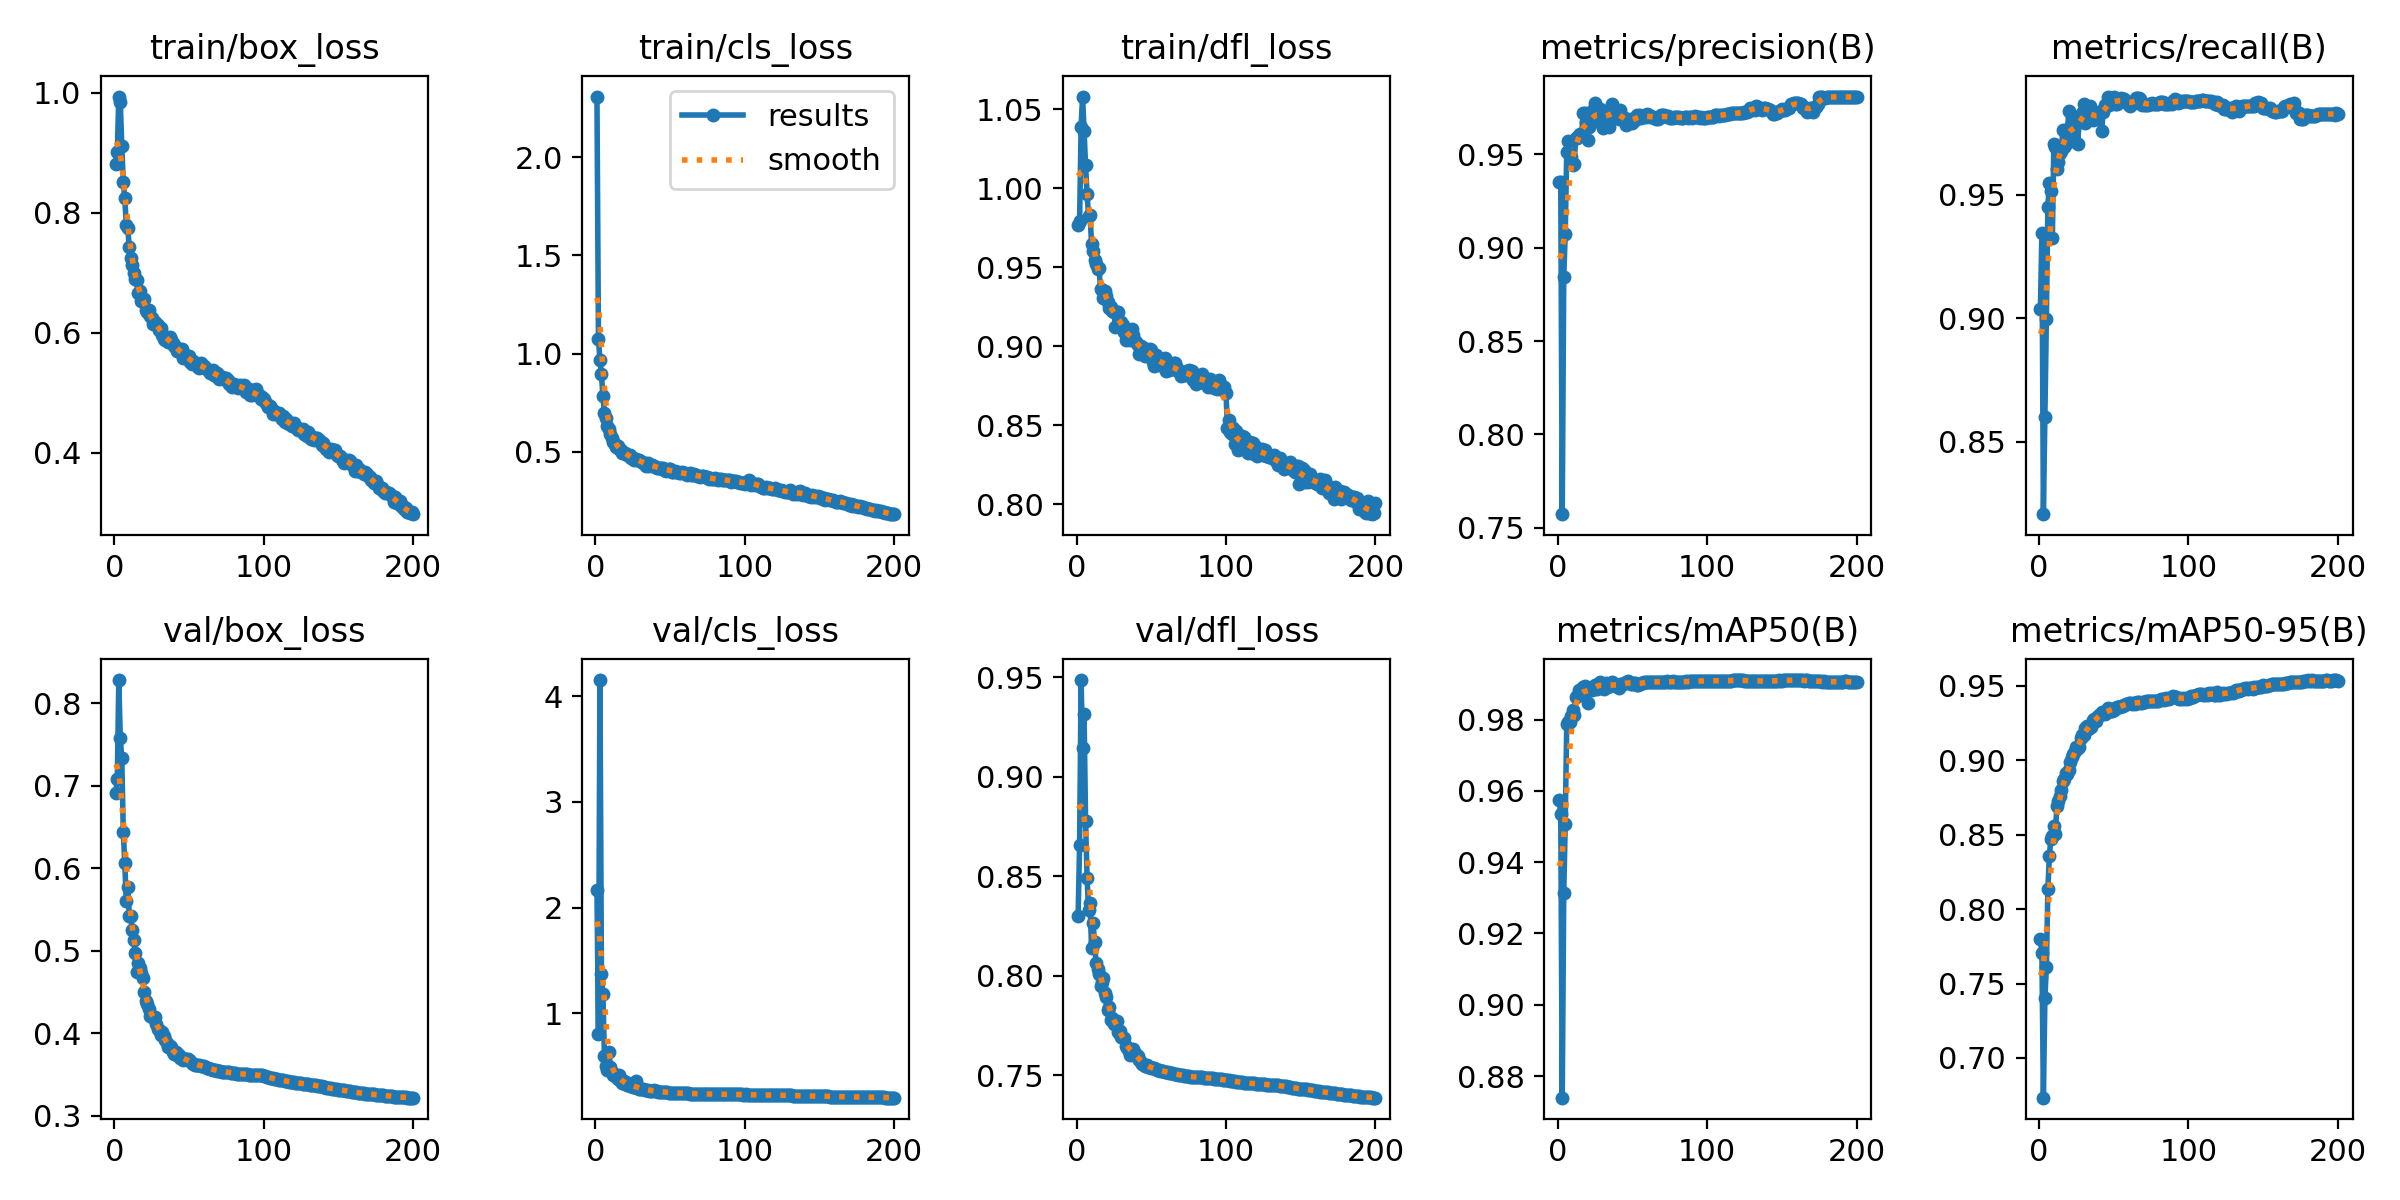 train/box_loss
1.0
0.8
0.6
0.4
0 100 200
train/cls_loss
results
smooth
2.0
1.5
1.0
0.5
0 100 200
train/dfl_loss
1.05
1.00
0.95
0.90
0.85
0.80
0 100 200
metrics/precision(B)
0.95
0.90
0.85
0.80
0.75
0 100 200
metrics/recall(B)
0.95
0.90
0.85
0 100 200
val/box_loss
0.8
0.7
0.6
0.5
0.4
0.3
0 100 200
val/cls_loss
4
3
2
1
0 100 200
val/dfl_loss
0.95
0.90
0.85
0.80
0.75
0 100 200
metrics/mAP50(B)
0.98
0.96
0.94
0.92
0.90
0.88
0 100 200
metrics/mAP50-95(B)
0.95
0.90
0.85
0.80
0.75
0.70
0 100 200